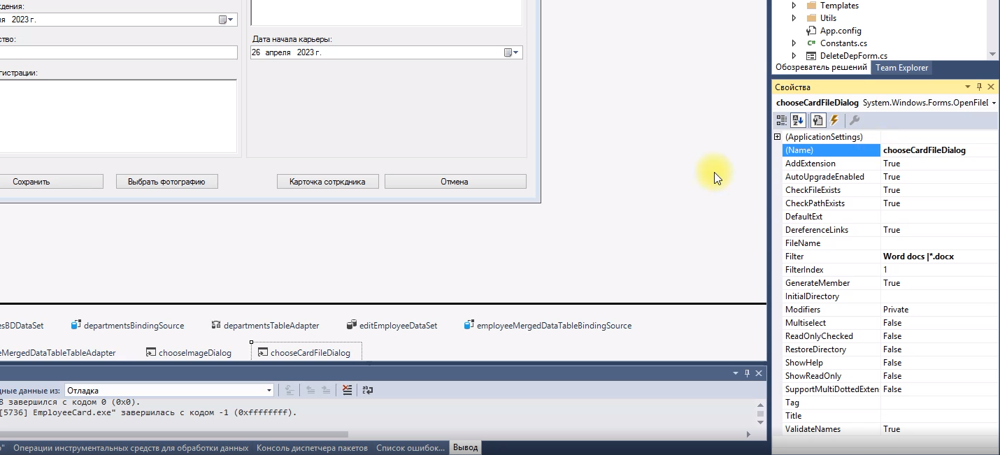 ждения:
я 2023 г.
ство:
гистрации:
Дата начала карьеры:
26 апреля 2023 г.
Сохранить
Выбрать фотографию
Карточка сотркдника
Отмена
esBDDataSet
departmentsBindingSource
departmentsTableAdapter
editEmployeeDataSet
employeeMergedDataTableBindingSource
eMergedDataTableTableAdapter
chooseImageDialog
chooseCardFileDialog
дные данные из:
Отладка
8 завершился с кодом 0 (0x0).
[5736] EmployeeCard.exe" завершилась с кодом -1 (0xffffffff).
о"
Операции инструментальных средств для обработки данных
Консоль диспетчера пакетов
Список ошибок...
Вывод
Templates
Utils
App.config
Constants.cs
DeleteDepForm.cs
Обозреватель решений
Team Explorer
Свойства
chooseCardFileDialog System.Windows.Forms.OpenFileD
(ApplicationSettings)
(Name) chooseCardFileDialog
AddExtension True
AutoUpgradeEnabled True
CheckFileExists True
CheckPathExists True
DefaultExt
DereferenceLinks True
FileName
Filter Word docs |*.docx
FilterIndex 1
GenerateMember True
InitialDirectory
Modifiers Private
Multiselect False
ReadOnlyChecked False
RestoreDirectory False
ShowHelp False
ShowReadOnly False
SupportMultiDottedExten False
Tag
Title
ValidateNames True